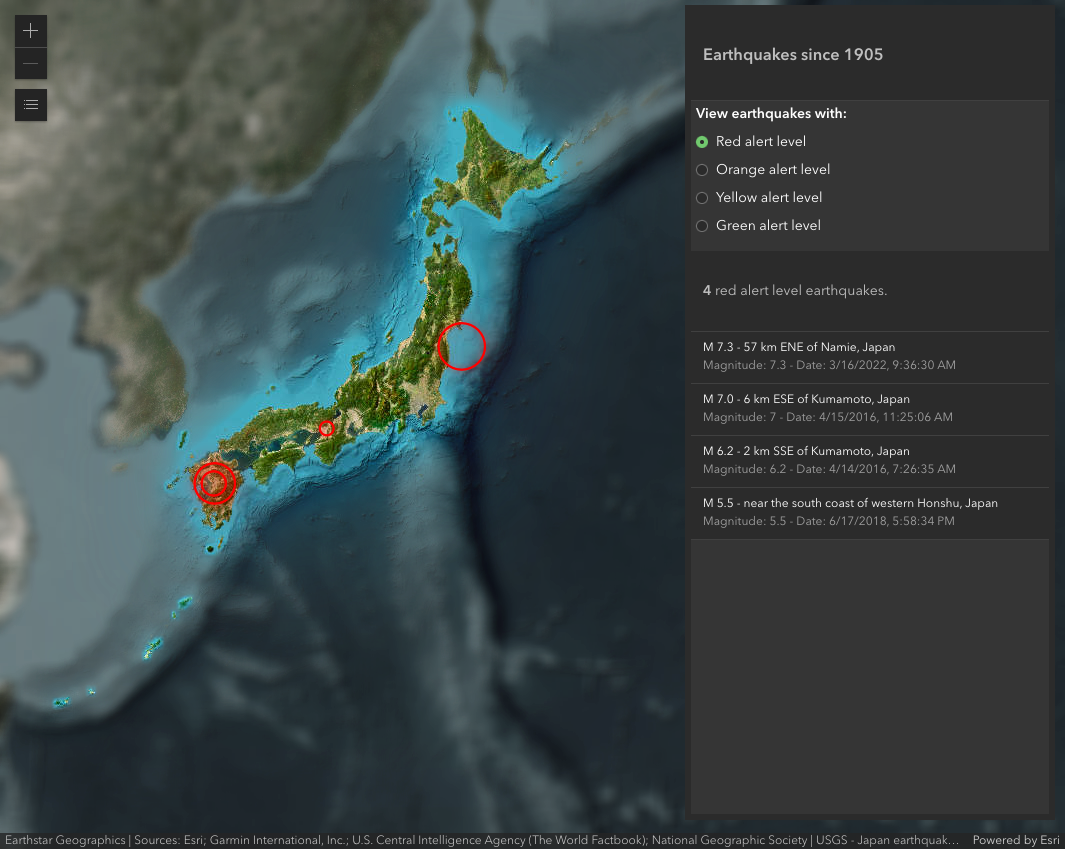 Earthquakes since 1905
View earthquakes with:
Red alert level
Orange alert level
Yellow alert level
Green alert level
4 red alert level earthquakes.
M 7.3 - 57 km ENE of Namie, Japan
Magnitude: 7.3 - Date: 3/16/2022, 9:36:30 AM
M 7.0 - 6 km ESE of Kumamoto, Japan
Magnitude: 7 - Date: 4/15/2016, 11:25:06 AM
M 6.2 - 2 km SSE of Kumamoto, Japan
Magnitude: 6.2 - Date: 4/14/2016, 7:26:35 AM
M 5.5 - near the south coast of western Honshu, Japan
Magnitude: 5.5 - Date: 6/17/2018, 5:58:34 PM
Earthstar Geographics | Sources: Esri; Garmin International, Inc.; U.S. Central Intelligence Agency (The World Factbook); National Geographic Society | USGS - Japan earthquak... Powered by Esri